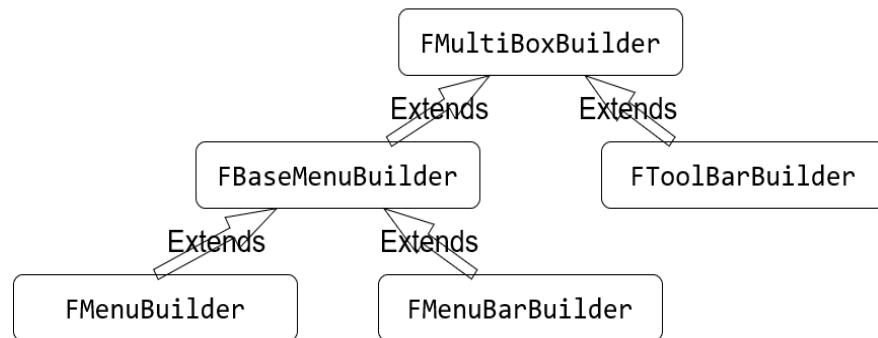 FMultiBoxBuilder
Extends
Extends
FBaseMenuBuilder
FToolBarBuilder
Extends
Extends
FMenuBuilder
FMenuBarBuilder